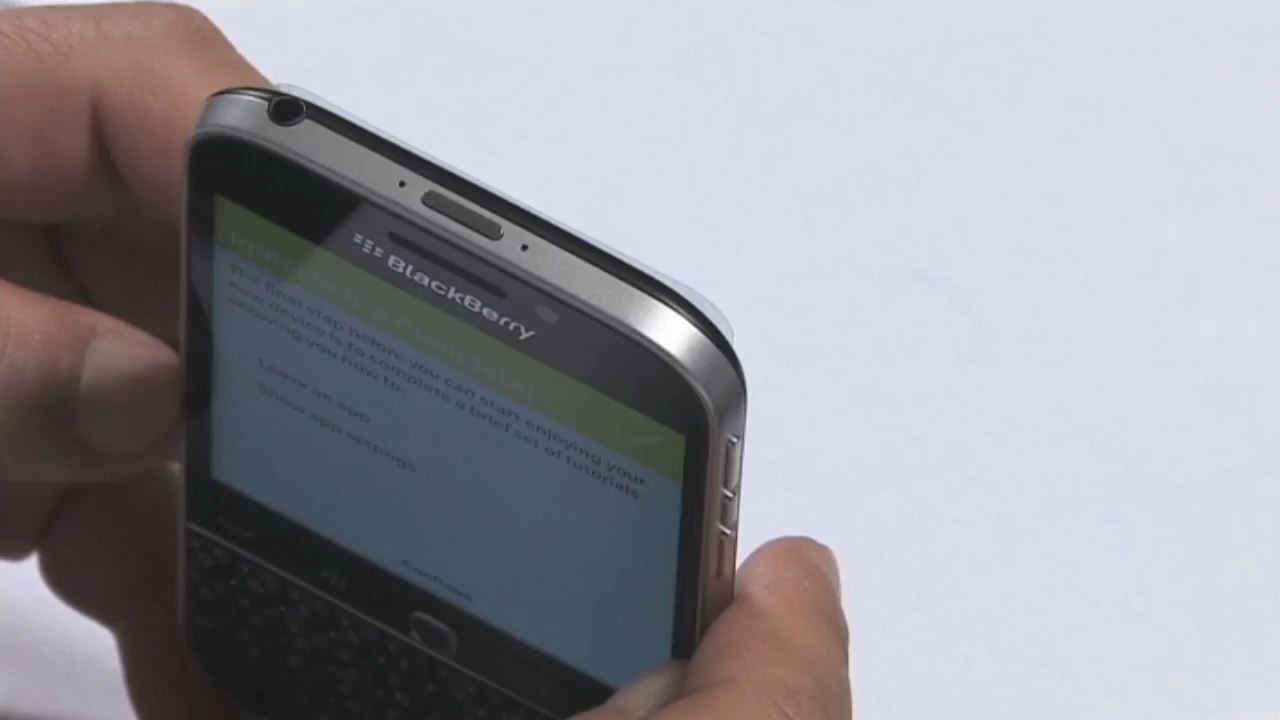 BlackBerry
The final step before you can start enjoying your
new device is to complete a brief set of tutorials
showing you how to:
Leave an app
Show app settings
Continue